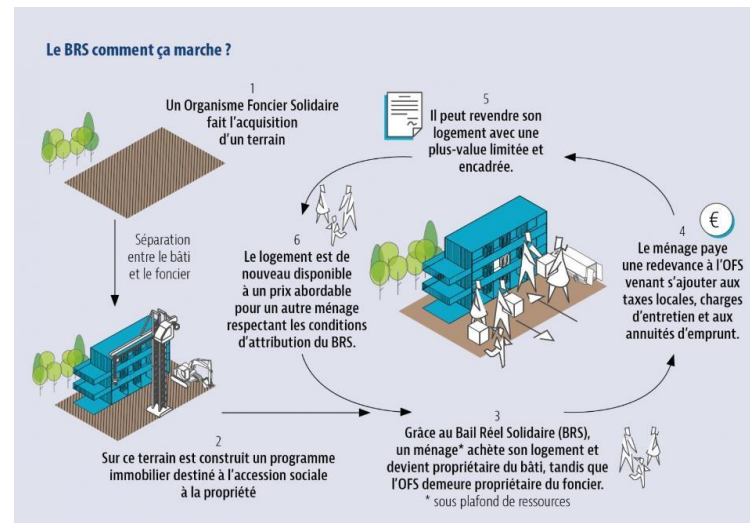 Le BRS comment ça marche ?
1
Un Organisme Foncier Solidaire
fait l'acquisition
d'un terrain
Séparation
entre le bâti
et le foncier
2
Sur ce terrain est construit un programme
immobilier destiné à l'accession sociale
à la propriété
3
Grâce au Bail Réel Solidaire (BRS),
un ménage* achète son logement et
devient propriétaire du bâti, tandis que
l'OFS demeure propriétaire du foncier.
* sous plafond de ressources
€
4
Le ménage paye
une redevance à l'OFS
venant s'ajouter aux
taxes locales, charges
d'entretien et aux
annuités d'emprunt.
5
Il peut revendre son
logement avec une
plus-value limitée et
encadrée.
6
Le logement est de
nouveau disponible
à un prix abordable
pour un autre ménage
respectant les conditions
d'attribution du BRS.